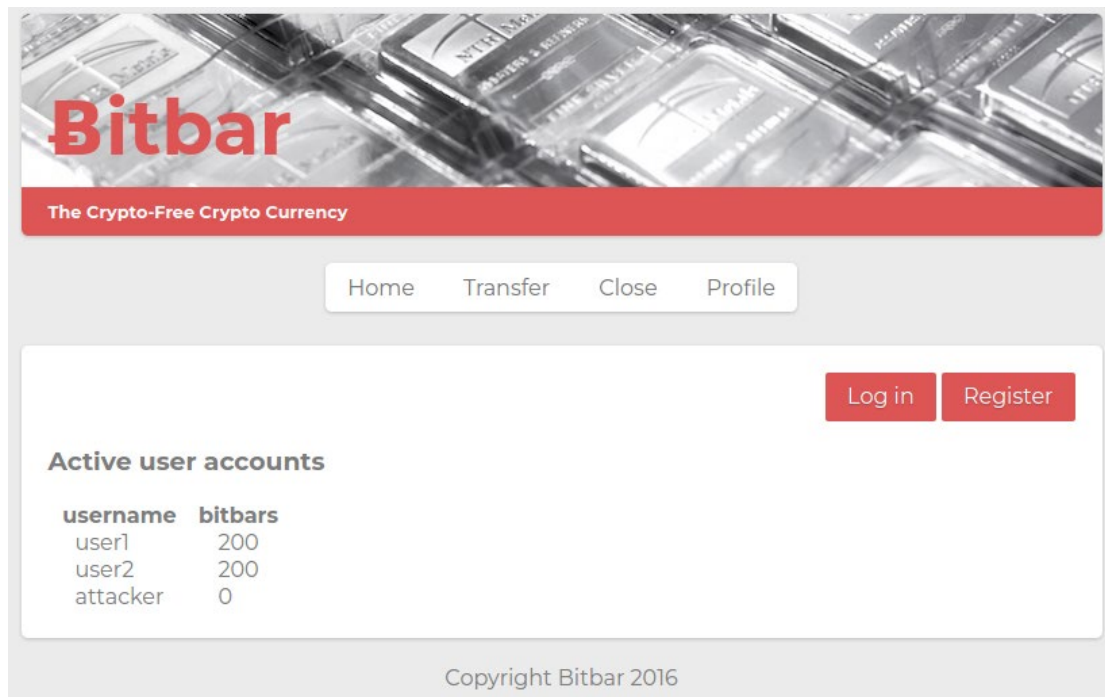 Ƀitbar
The Crypto-Free Crypto Currency
Home Transfer Close Profile
Log in Register
Active user accounts
username bitbars
user1 200
user2 200
attacker 0
Copyright Bitbar 2016